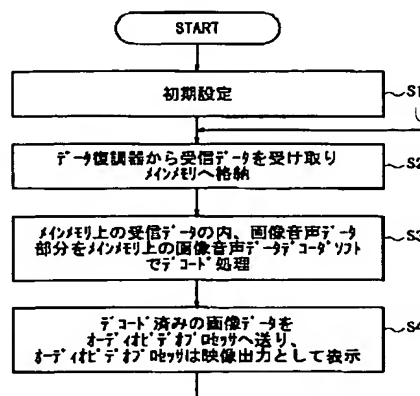 START
初期設定
S1
データ復調器から受信データを受け取り
メインメモリへ格納
S2
メインメモリ上の受信データの内、画像音声データ
部分をメインメモリ上の画像音声データデコーダソフト
でデコード処理
S3
デコード済みの画像データを
オーディオビデオプロセッサへ送り、
オーディオビデオプロセッサは映像出力として表示
S4